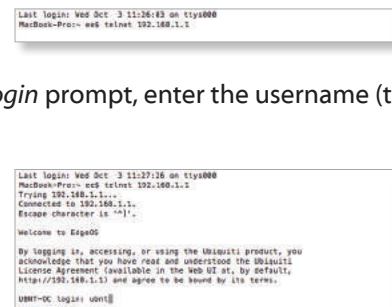 Last login: Wed Oct  3 11:26:03 on ttys000
MacBook-Pro:~ ee$ telnet 192.168.1.1
ogin prompt, enter the username (t
Last login: Wed Oct  3 11:27:26 on ttys000
MacBook-Pro:~ ee$ telnet 192.168.1.1
Trying 192.168.1.1...
Connected to 192.168.1.1.
Escape character is '^]'.
Welcome to EdgeOS
By logging in, accessing, or using the Ubiquiti product, you
acknowledge that you have read and understood the Ubiquiti
License Agreement (available in the Web UI at, by default,
http://192.168.1.1) and agree to be bound by its terms.
UBNT-OC login: ubnt